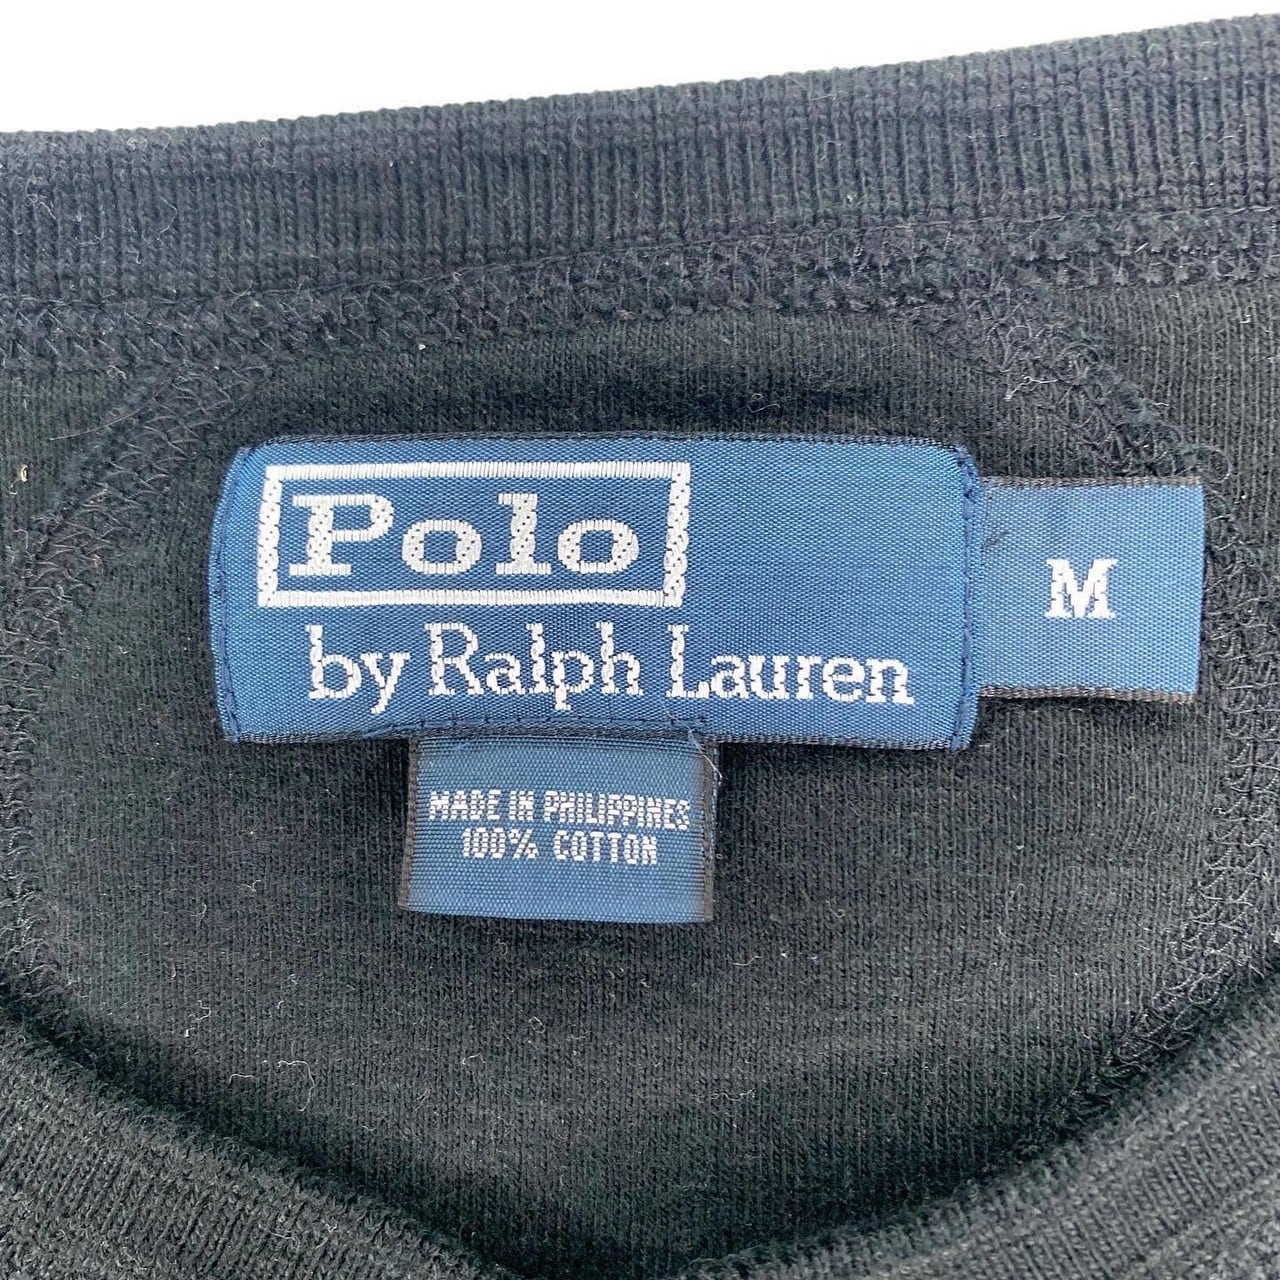 Polo
by Ralph Lauren
M
MADE IN PHILIPPINES
100% COTTON